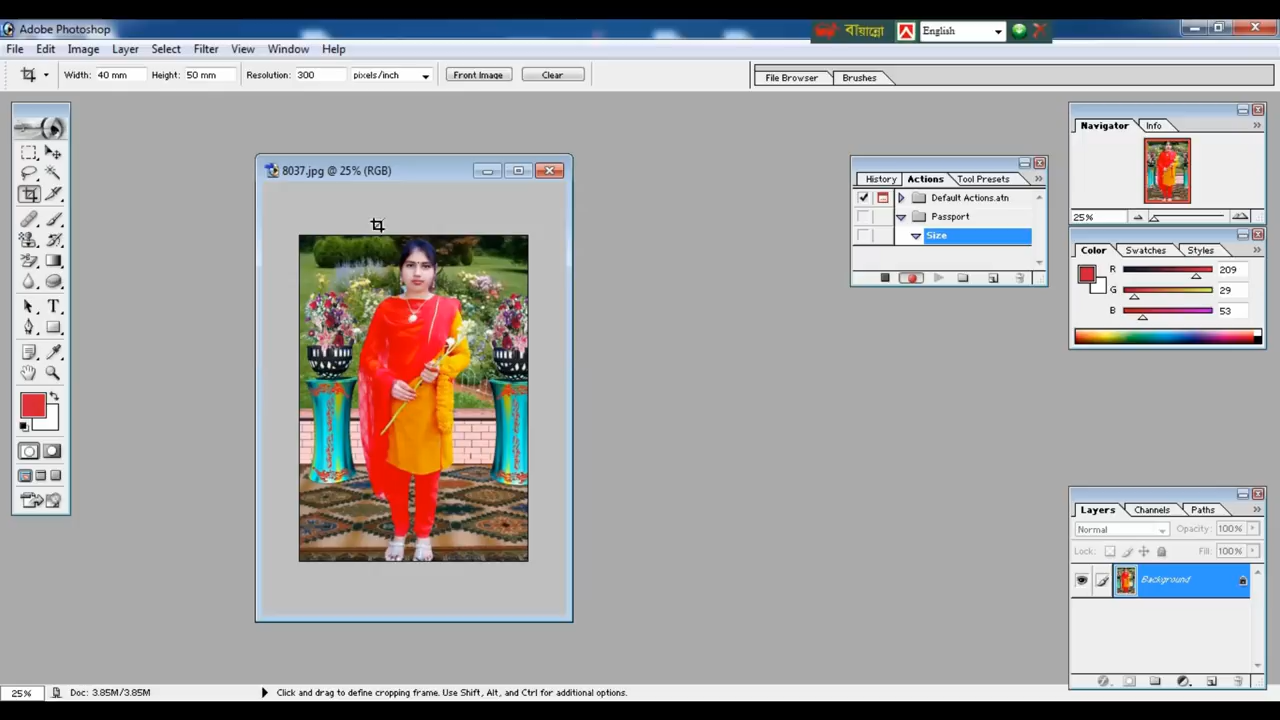 Adobe Photoshop
বায়ান্নো
English
File Edit Image Layer Select Filter View Window Help
Width: 40 mm Height: 50 mm Resolution: 300 pixels/inch Front Image Clear File Browser Brushes
8037.jpg @ 25% (RGB)
History Actions Tool Presets
Default Actions.atn
Passport
Size
Navigator Info
25%
Color Swatches Styles
R 209
G 29
B 53
Layers Channels Paths
Normal Opacity: 100%
Lock: Fill: 100%
Background
25% Doc: 3.85M/3.85M Click and drag to define cropping frame. Use Shift, Alt, and Ctrl for additional options.